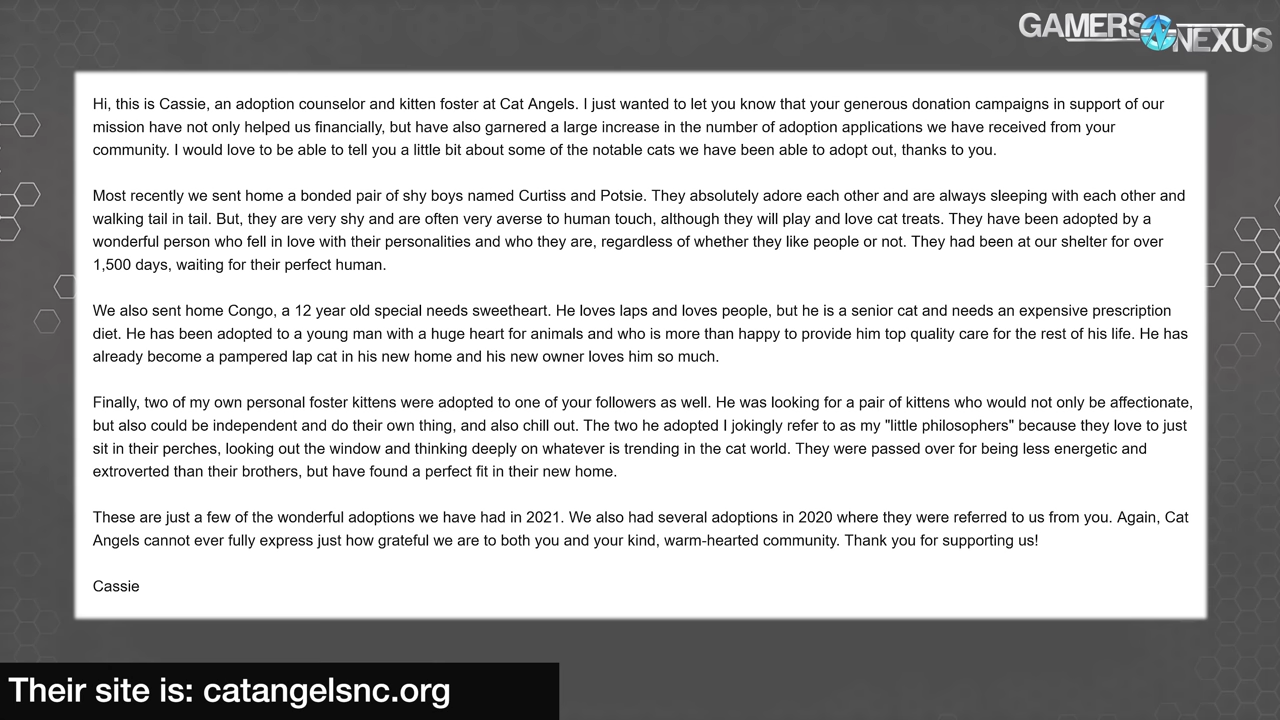 GAMERS NEXUS
Hi, this is Cassie, an adoption counselor and kitten foster at Cat Angels. I just wanted to let you know that your generous donation campaigns in support of our
mission have not only helped us financially, but have also garnered a large increase in the number of adoption applications we have received from your
community. I would love to be able to tell you a little bit about some of the notable cats we have been able to adopt out, thanks to you.
Most recently we sent home a bonded pair of shy boys named Curtiss and Potsie. They absolutely adore each other and are always sleeping with each other and
walking tail in tail. But, they are very shy and are often very averse to human touch, although they will play and love cat treats. They have been adopted by a
wonderful person who fell in love with their personalities and who they are, regardless of whether they like people or not. They had been at our shelter for over
1,500 days, waiting for their perfect human.
We also sent home Congo, a 12 year old special needs sweetheart. He loves laps and loves people, but he is a senior cat and needs an expensive prescription
diet. He has been adopted to a young man with a huge heart for animals and who is more than happy to provide him top quality care for the rest of his life. He has
already become a pampered lap cat in his new home and his new owner loves him so much.
Finally, two of my own personal foster kittens were adopted to one of your followers as well. He was looking for a pair of kittens who would not only be affectionate,
but also could be independent and do their own thing, and also chill out. The two he adopted I jokingly refer to as my "little philosophers" because they love to just
sit in their perches, looking out the window and thinking deeply on whatever is trending in the cat world. They were passed over for being less energetic and
extroverted than their brothers, but have found a perfect fit in their new home.
These are just a few of the wonderful adoptions we have had in 2021. We also had several adoptions in 2020 where they were referred to us from you. Again, Cat
Angels cannot ever fully express just how grateful we are to both you and your kind, warm-hearted community. Thank you for supporting us!
Cassie
Their site is: catangelsnc.org